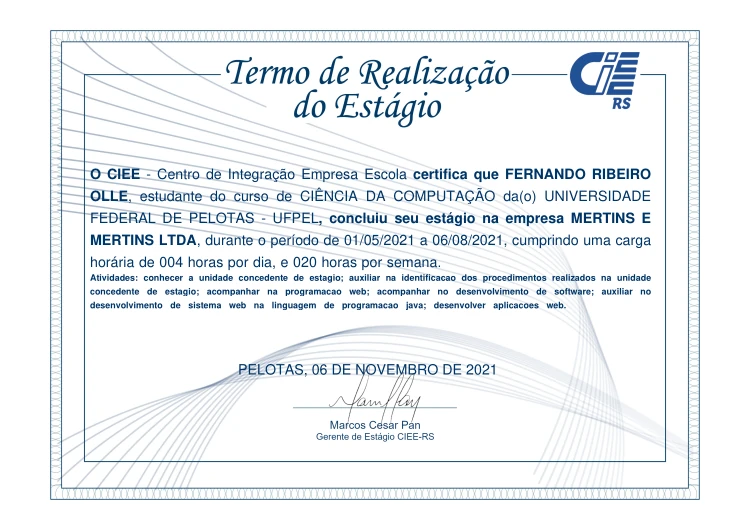 Termo de Realização
do Estágio
CIEE
RS
O CIEE - Centro de Integração Empresa Escola certifica que FERNANDO RIBEIRO
OLLE, estudante do curso de CIÊNCIA DA COMPUTAÇÃO da(o) UNIVERSIDADE
FEDERAL DE PELOTAS - UFPEL, concluiu seu estágio na empresa MERTINS E
MERTINS LTDA, durante o período de 01/05/2021 a 06/08/2021, cumprindo uma carga
horária de 004 horas por dia, e 020 horas por semana.
Atividades: conhecer a unidade concedente de estagio; auxiliar na identificacao dos procedimentos realizados na unidade
concedente de estagio; acompanhar na programacao web; acompanhar no desenvolvimento de software; auxiliar no
desenvolvimento de sistema web na linguagem de programacao java; desenvolver aplicacoes web.
PELOTAS, 06 DE NOVEMBRO DE 2021
Marcos Cesar Pan
Gerente de Estágio CIEE-RS